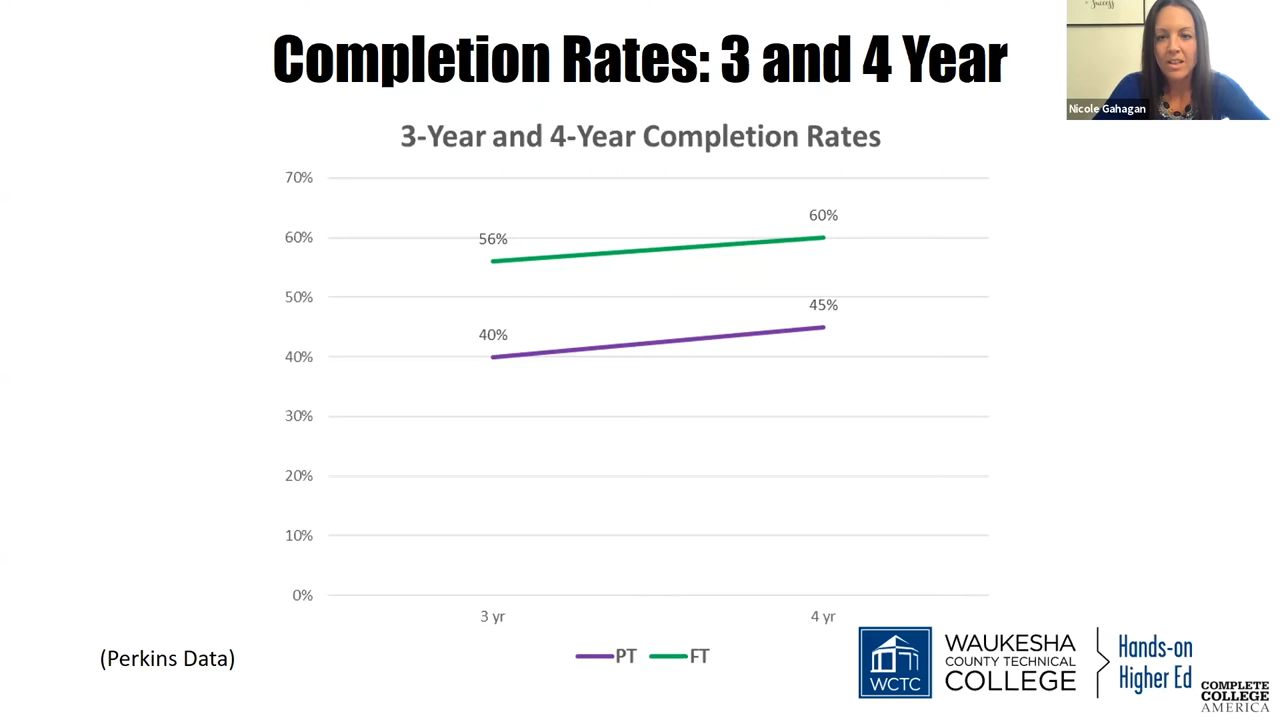 Completion Rates: 3 and 4 Year
Success
Nicole Gahagan
3-Year and 4-Year Completion Rates
70%
60%
50%
40%
30%
20%
10%
0%
56%
60%
40%
45%
3 yr
4 yr
PT
FT
(Perkins Data)
WCTC
WAUKESHA
COUNTY TECHNICAL
COLLEGE
Hands-on
Higher Ed
COMPLETE
COLLEGE
AMERICA